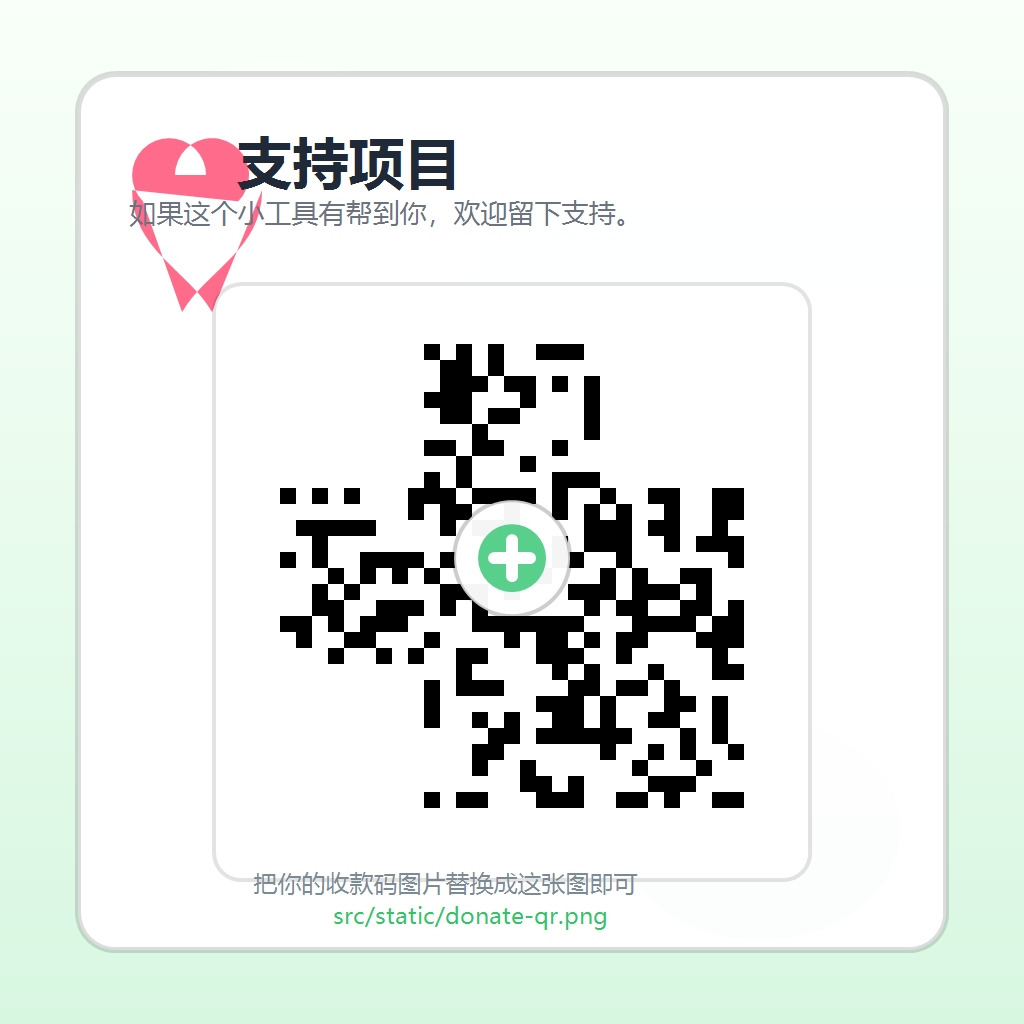 支持项目
如果这个小工具有帮到你，欢迎留下支持。
把你的收款码图片替换成这张图即可
src/static/donate-qr.png